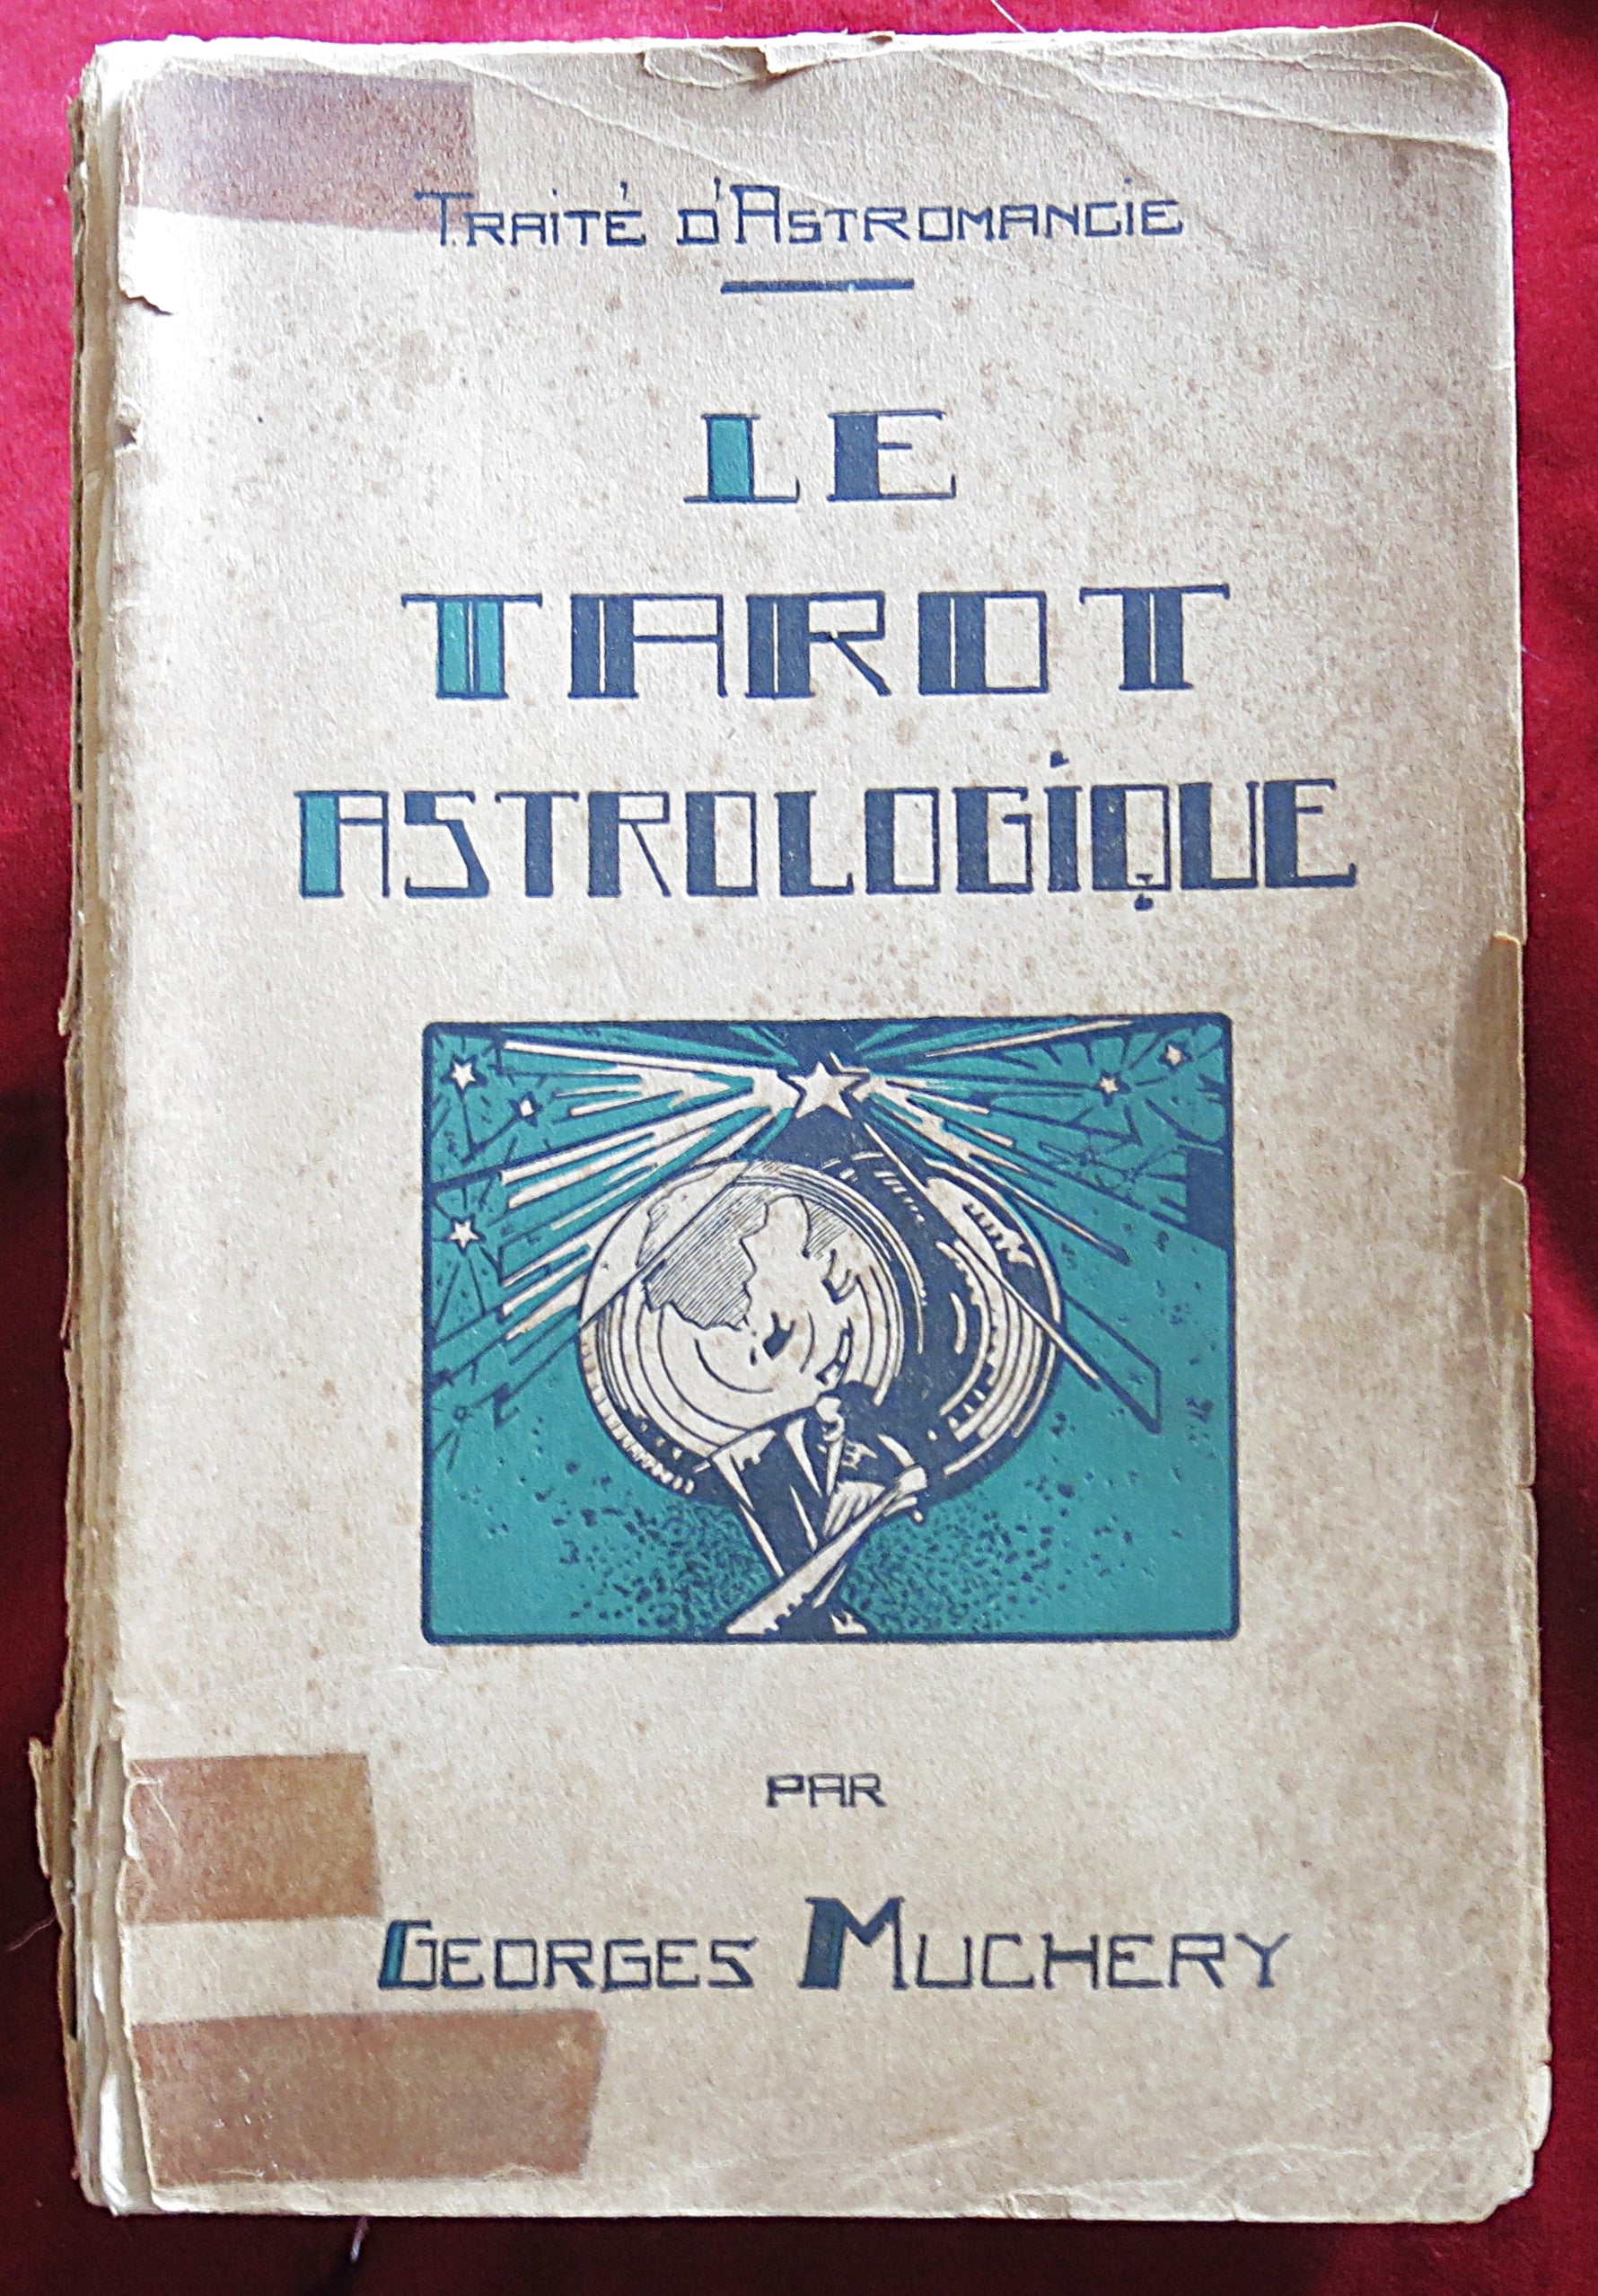 TRAITÉ D'ASTROMANCIE
LE
TAROT
ASTROLOGIQUE
PAR
GEORGES MUCHERY